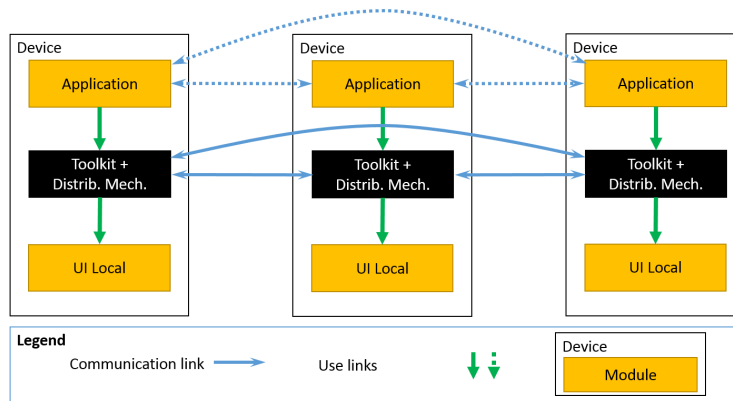 Device
Application
Toolkit +
Distrib. Mech.
UI Local
Device
Application
Toolkit +
Distrib. Mech.
UI Local
Device
Application
Toolkit +
Distrib. Mech.
UI Local
Legend
Communication link
Use links
Device
Module